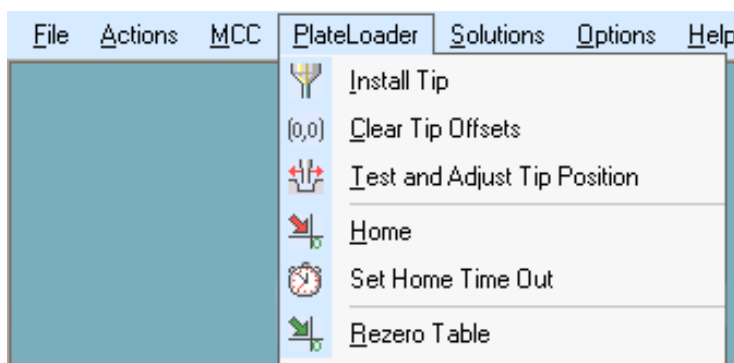 File Actions MCC PlateLoader Solutions Options Help
Install Tip
(0,0) Clear Tip Offsets
Test and Adjust Tip Position
Home
Set Home Time Out
Rezero Table